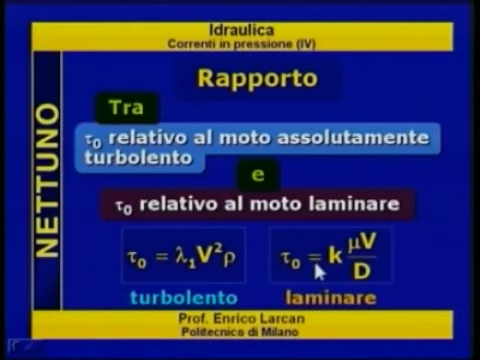 Idraulica
Correnti in pressione (IV)
NETTUNO
Rapporto
Tra
τ₀ relativo al moto assolutamente
turbolento
e
τ₀ relativo al moto laminare
τ₀ = λ₁V²ρ
τ₀ = k μV/D
turbolento
laminare
Prof. Enrico Larcan
Politecnico di Milano